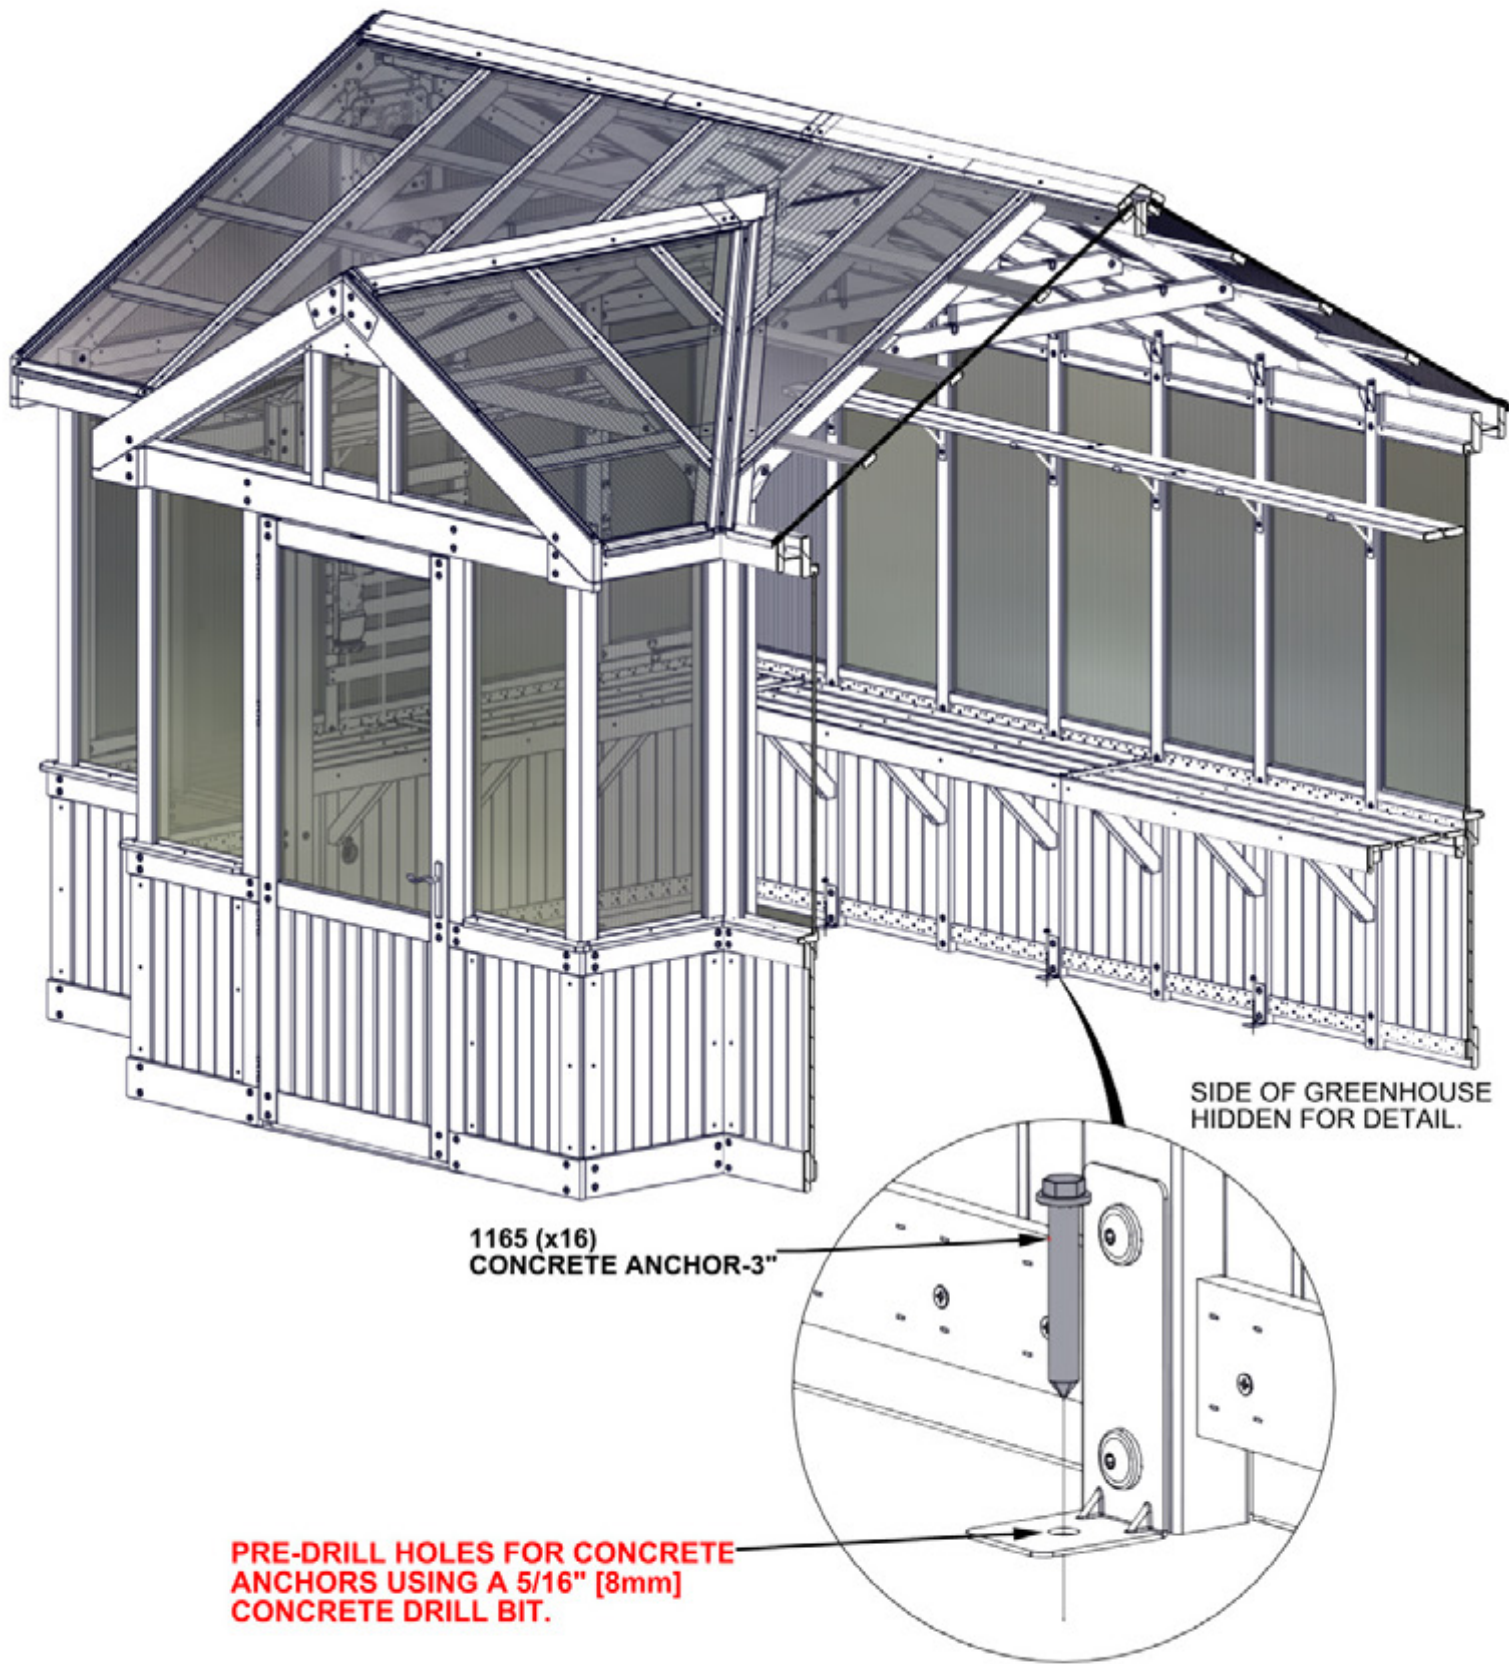 SIDE OF GREENHOUSE
HIDDEN FOR DETAIL.
1165 (x16)
CONCRETE ANCHOR-3"
PRE-DRILL HOLES FOR CONCRETE
ANCHORS USING A 5/16" [8mm]
CONCRETE DRILL BIT.